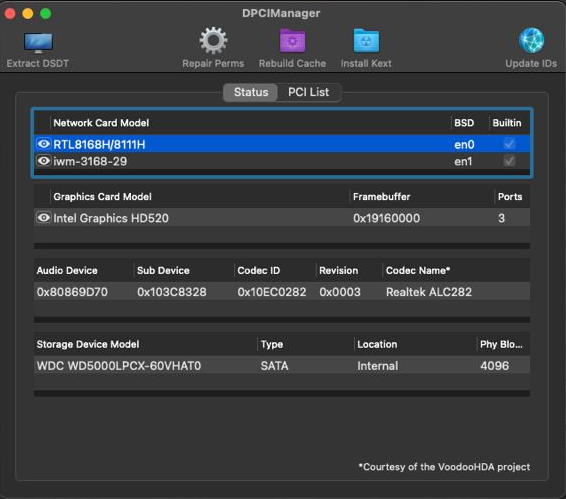 DPCIManager
Extract DSDT Repair Perms Rebuild Cache Install Kext Update IDs
Status PCI List
Network Card Model BSD Builtin
RTL8168H/8111H en0
iwm-3168-29 en1
Graphics Card Model Framebuffer Ports
Intel Graphics HD520 0x19160000 3
Audio Device Sub Device Codec ID Revision Codec Name*
0x80869D70 0x103C8328 0x10EC0282 0x0003 Realtek ALC282
Storage Device Model Type Location Phy Blo...
WDC WD5000LPCX-60VHAT0 SATA Internal 4096
*Courtesy of the VoodooHDA project